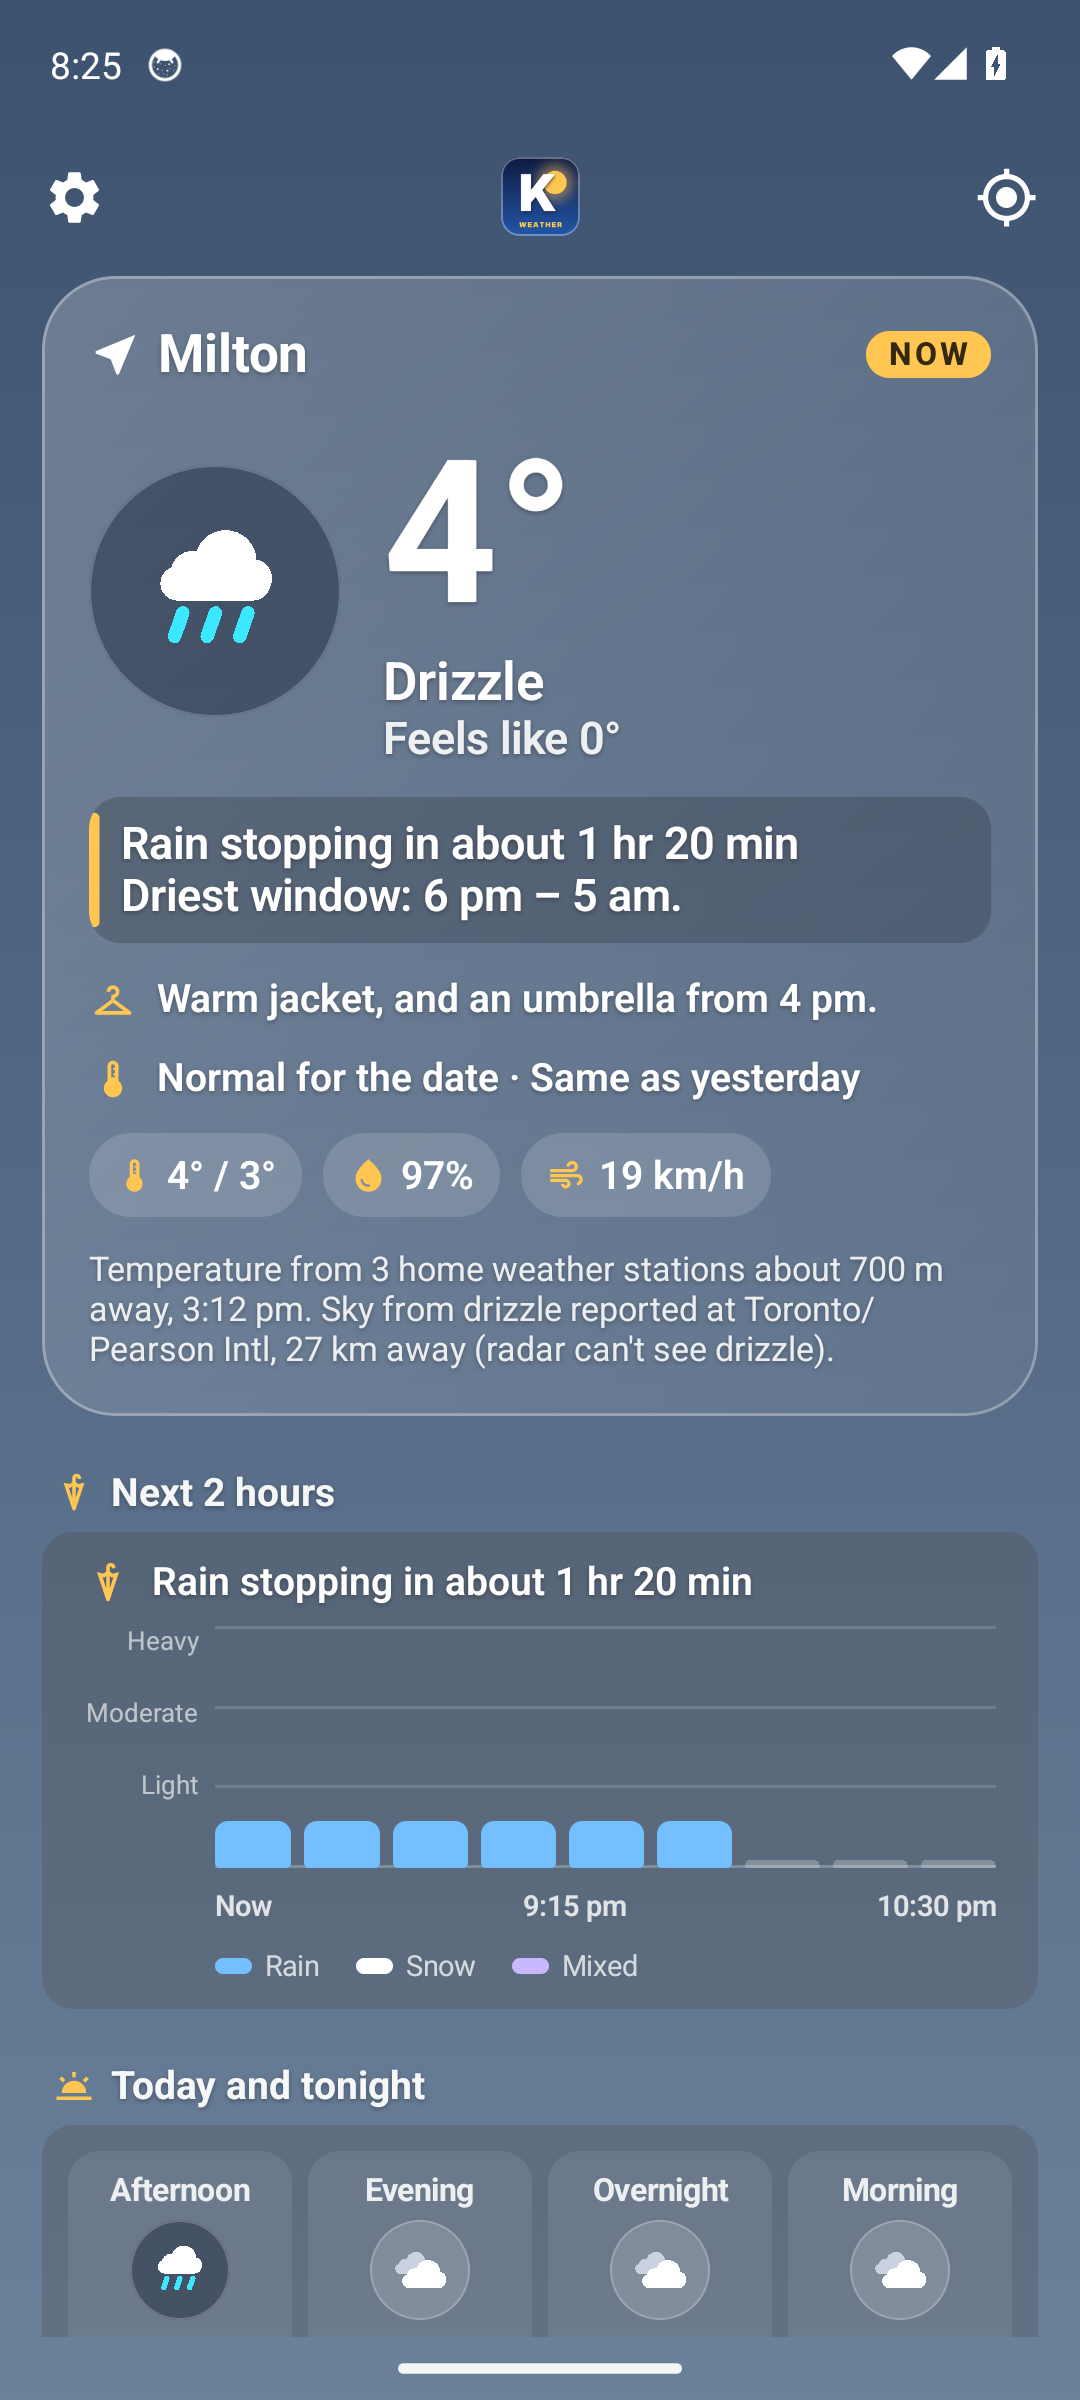 8:25
K
WEATHER
Milton
NOW
4°
Drizzle
Feels like 0°
Rain stopping in about 1 hr 20 min
Driest window: 6 pm – 5 am.
Warm jacket, and an umbrella from 4 pm.
Normal for the date · Same as yesterday
4° / 3°
97%
19 km/h
Temperature from 3 home weather stations about 700 m
away, 3:12 pm. Sky from drizzle reported at Toronto/
Pearson Intl, 27 km away (radar can't see drizzle).
Next 2 hours
Rain stopping in about 1 hr 20 min
Heavy
Moderate
Light
Now 9:15 pm 10:30 pm
Rain Snow Mixed
Today and tonight
Afternoon Evening Overnight Morning